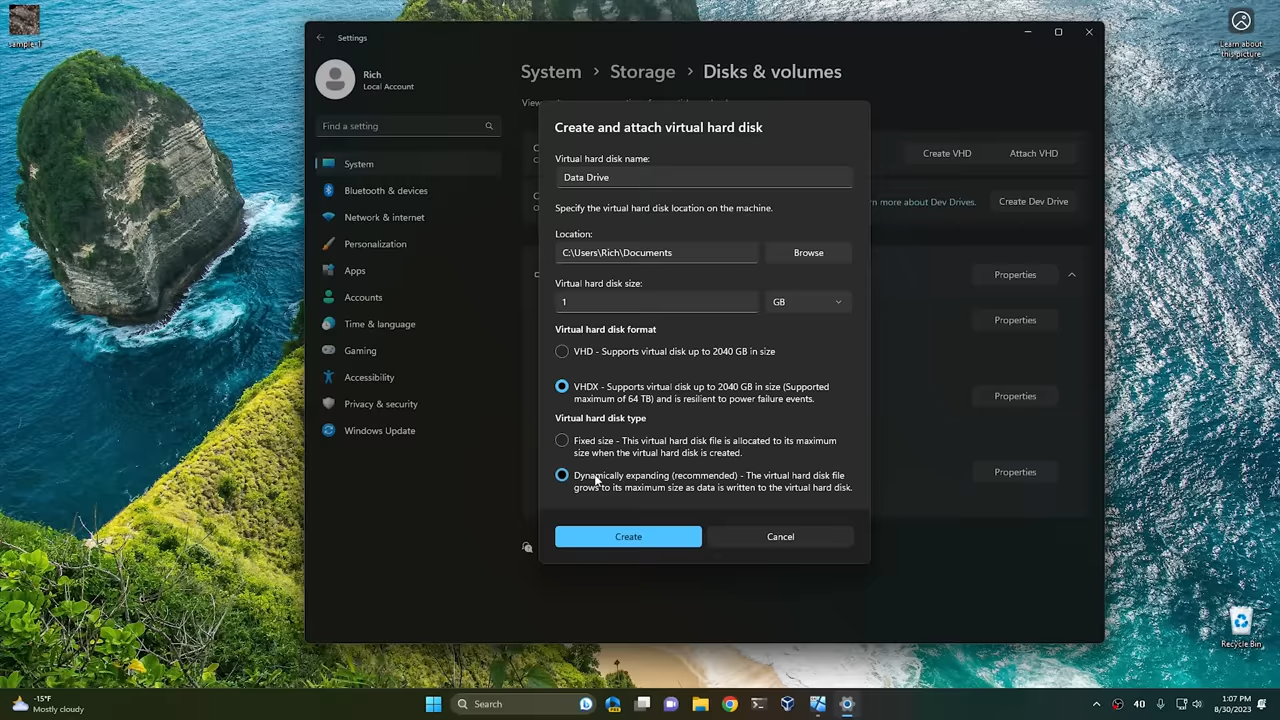 sample-1
Learn about
this picture
Settings
Rich
Local Account
Find a setting
System
Bluetooth & devices
Network & internet
Personalization
Apps
Accounts
Time & language
Gaming
Accessibility
Privacy & security
Windows Update
System > Storage > Disks & volumes
Create VHD
Attach VHD
rn more about Dev Drives.
Create Dev Drive
Properties
Properties
Properties
Properties
Create and attach virtual hard disk
Virtual hard disk name:
Data Drive
Specify the virtual hard disk location on the machine.
Location:
C:\Users\Rich\Documents
Browse
Virtual hard disk size:
1
GB
Virtual hard disk format
VHD - Supports virtual disk up to 2040 GB in size
VHDX - Supports virtual disk up to 2040 GB in size (Supported
maximum of 64 TB) and is resilient to power failure events.
Virtual hard disk type
Fixed size - This virtual hard disk file is allocated to its maximum
size when the virtual hard disk is created.
Dynamically expanding (recommended) - The virtual hard disk file
grows to its maximum size as data is written to the virtual hard disk.
Create
Cancel
Recycle Bin
-15°F
Mostly cloudy
Search
40
1:07 PM
8/30/2023